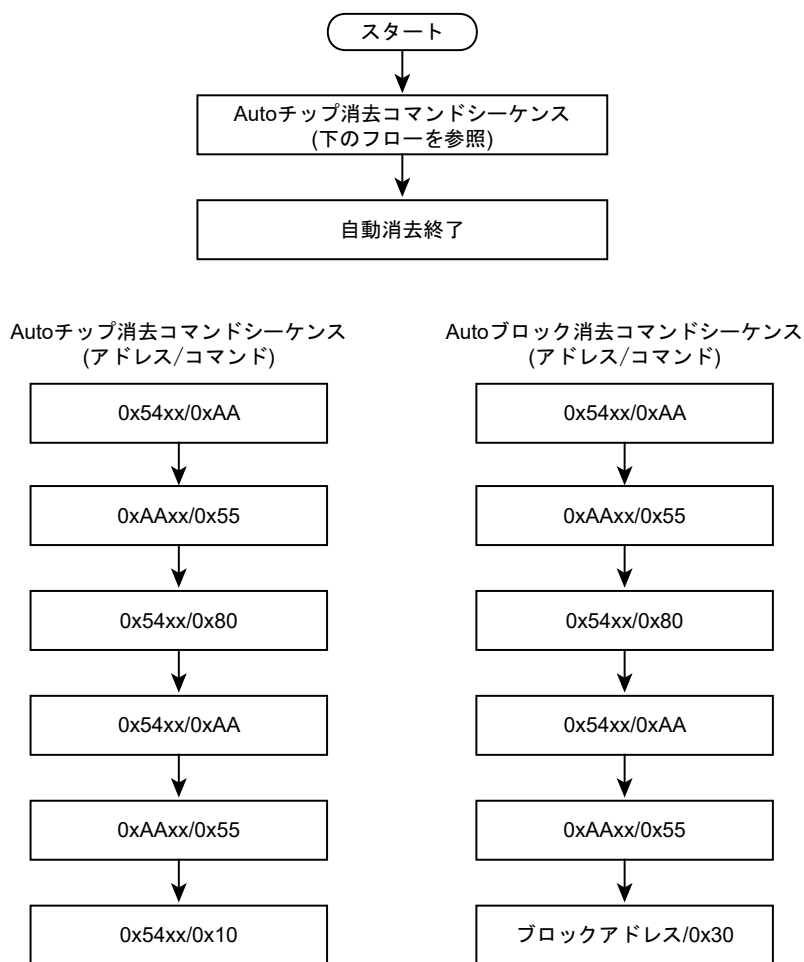 スタート
Autoチップ消去コマンドシーケンス
(下のフローを参照)
自動消去終了
Autoチップ消去コマンドシーケンス
(アドレス/コマンド)
0x54xx/0xAA
0xAAxx/0x55
0x54xx/0x80
0x54xx/0xAA
0xAAxx/0x55
0x54xx/0x10
Autoブロック消去コマンドシーケンス
(アドレス/コマンド)
0x54xx/0xAA
0xAAxx/0x55
0x54xx/0x80
0x54xx/0xAA
0xAAxx/0x55
ブロックアドレス/0x30